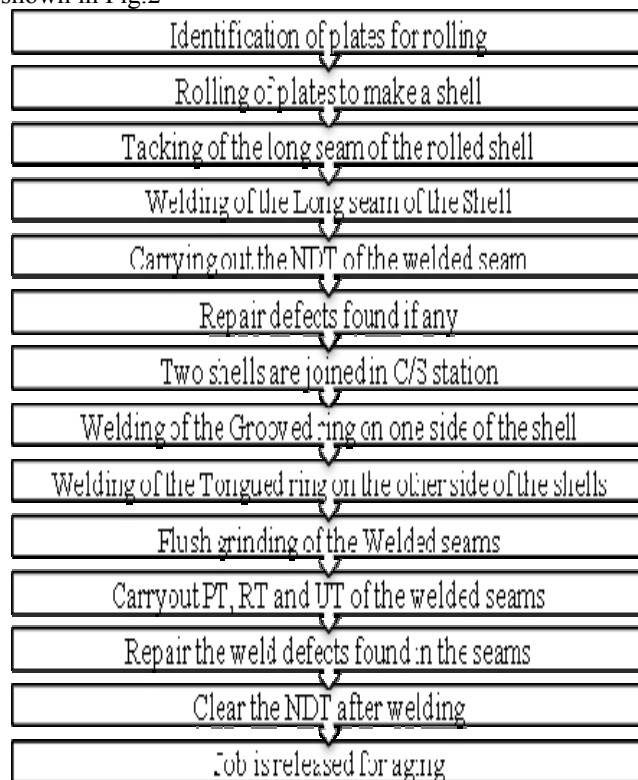 shown in Fig.2
Identification of plates for rolling
Rolling of plates to make a shell
Tacking of the long seam of the rolled shell
Welding of the Long seam of the Shell
Carrying out the NDT of the welded seam
Repair defects found if any
Two shells are joined in C/S station
Welding of the Grooved ring on one side of the shell
Welding of the Tongued ring on the other side of the shells
Flush grinding of the Welded seams
Carryout PT, RT and UT of the welded seams
Repair the weld defects found in the seams
Clear the NDT after welding
Job is released for aging